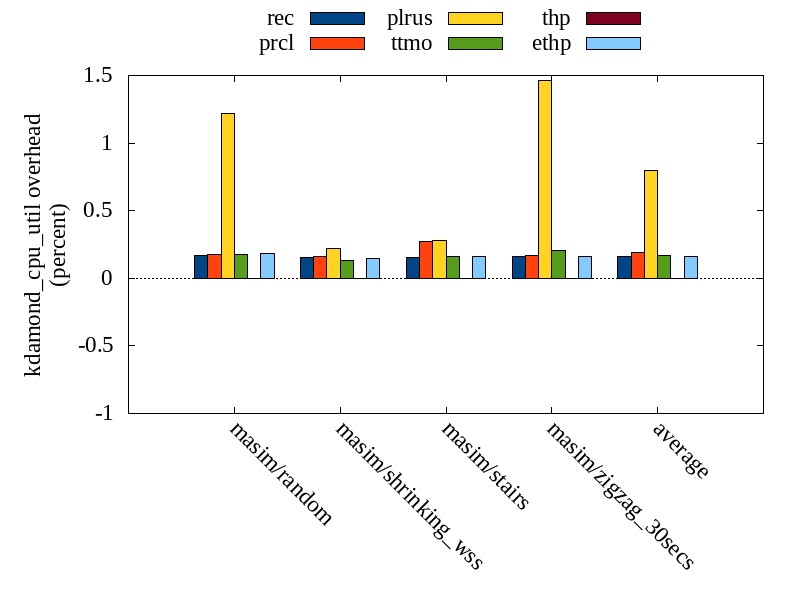 rec plrus thp
prcl ttmo ethp
1.5
1
0.5
0
-0.5
-1
kdamond_cpu_util overhead
(percent)
masim/random
masim/shrinking_wss
masim/stairs
masim/zigzag_30secs
average